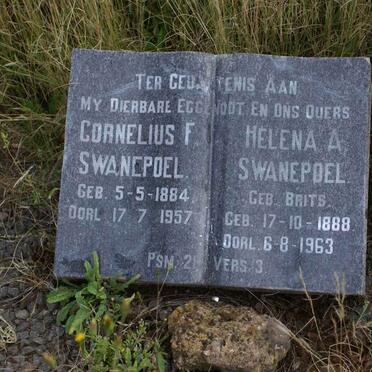 TER GEDAGTENIS AAN
MY DIERBARE EGGENOOT EN ONS OUERS
CORNELIUS F.
SWANEPOEL.
GEB. 5-5-1884.
OORL. 17-7-1957.
HELENA A.
SWANEPOEL
GEB. BRITS.
GEB. 17-10-1888
OORL. 6-8-1963
PSM. VERS 3